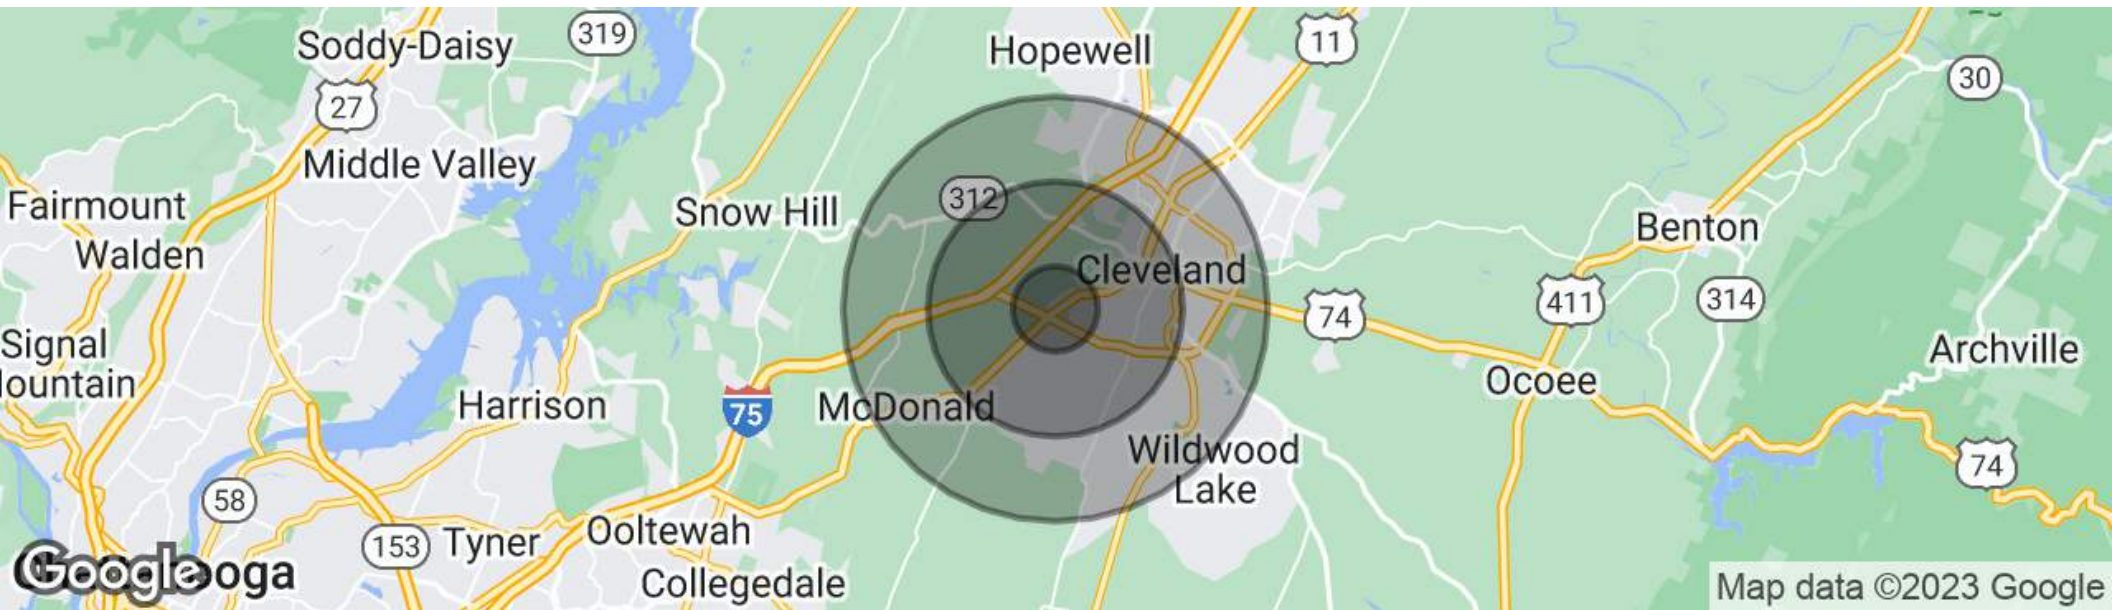 Soddy-Daisy
319
Hopewell
11
30
27
Middle Valley
Fairmount
Walden
Snow Hill
312
Benton
Cleveland
411
314
74
Signal
Archville
Ocoee
75
Harrison
McDonald
Wildwood
Lake
74
58
153
Tyner
Ooltewah
Collegedale
Google
Map data ©2023 Google